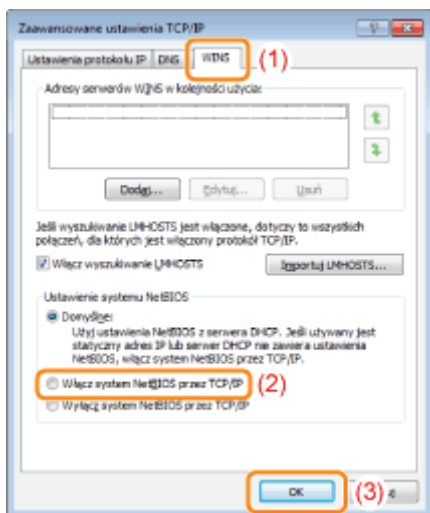 Zaawansowane ustawienia TCP/IP
Ustawienia protokołu IP DNS WINS (1)
Adresy serwerów WINS w kolejności użycia:
Dodaj... Edytuj... Usuń
Jeśli wyszukiwanie LMHOSTS jest włączone, dotyczy to wszystkich
połączeń, dla których jest włączony protokół TCP/IP.
Włącz wyszukiwanie LMHOSTS Importuj LMHOSTS...
Ustawienie systemu NetBIOS
Domyślne:
Użyj ustawienia NetBIOS z serwera DHCP. Jeśli używany jest
statyczny adres IP lub serwer DHCP nie zawiera ustawienia
NetBIOS, włącz system NetBIOS przez TCP/IP.
Włącz system NetBIOS przez TCP/IP (2)
Wyłącz system NetBIOS przez TCP/IP
OK (3)